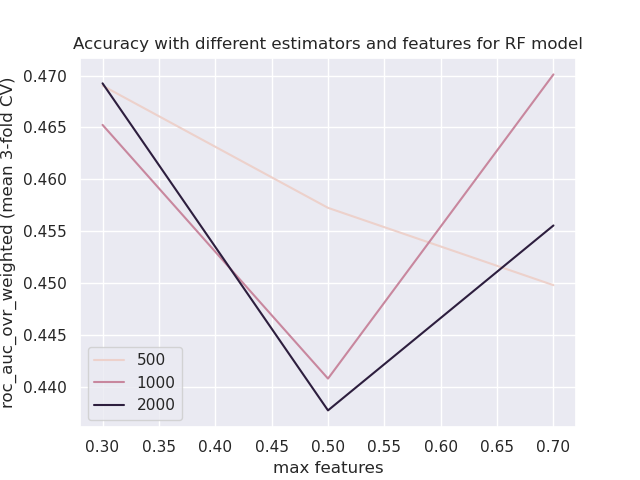 Accuracy with different estimators and features for RF model
roc_auc_ovr_weighted (mean 3-fold CV)
0.470
0.465
0.460
0.455
0.450
0.445
0.440
500
1000
2000
0.30 0.35 0.40 0.45 0.50 0.55 0.60 0.65 0.70
max features